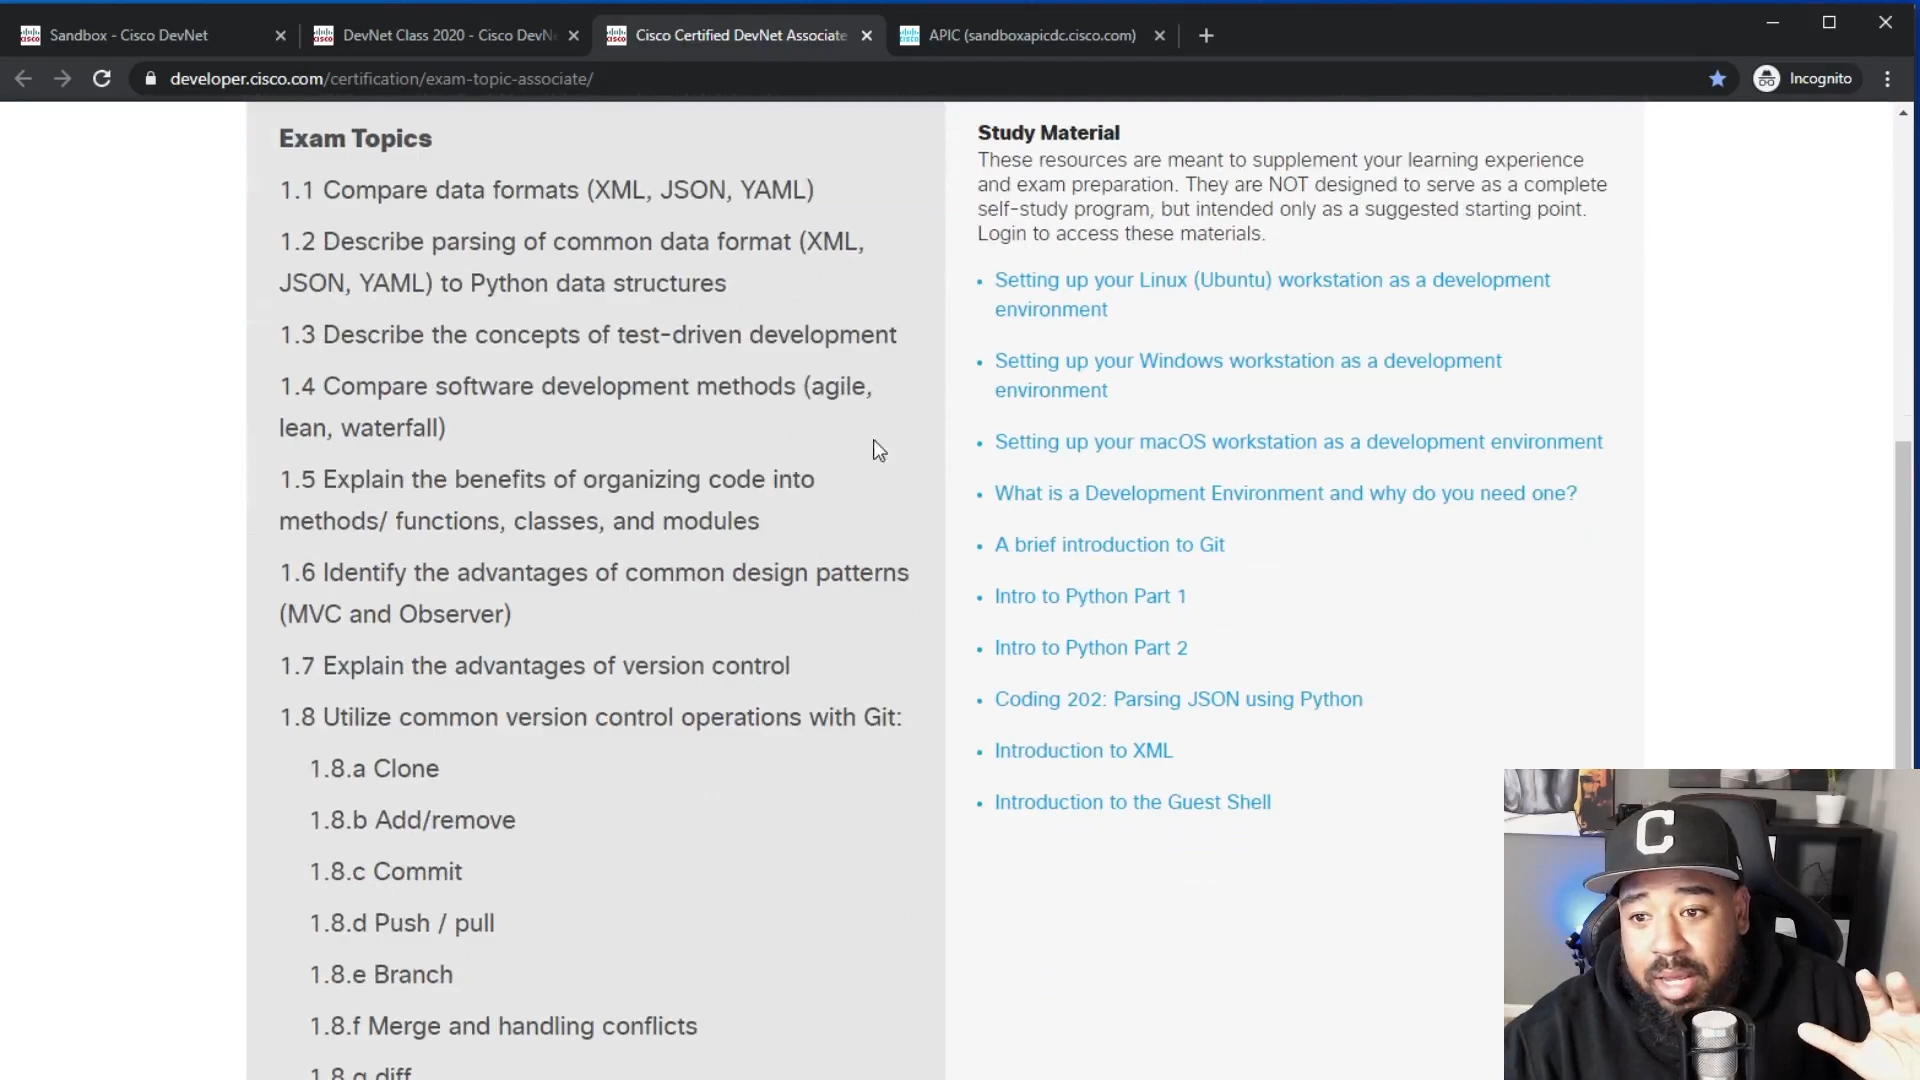 Sandbox - Cisco DevNet
DevNet Class 2020 - Cisco DevN
Cisco Certified DevNet Associate
APIC (sandboxapicdc.cisco.com)
developer.cisco.com/certification/exam-topic-associate/
Incognito
Exam Topics
1.1 Compare data formats (XML, JSON, YAML)
1.2 Describe parsing of common data format (XML,
JSON, YAML) to Python data structures
1.3 Describe the concepts of test-driven development
1.4 Compare software development methods (agile,
lean, waterfall)
1.5 Explain the benefits of organizing code into
methods/ functions, classes, and modules
1.6 Identify the advantages of common design patterns
(MVC and Observer)
1.7 Explain the advantages of version control
1.8 Utilize common version control operations with Git:
1.8.a Clone
1.8.b Add/remove
1.8.c Commit
1.8.d Push / pull
1.8.e Branch
1.8.f Merge and handling conflicts
1.8.g diff
Study Material
These resources are meant to supplement your learning experience
and exam preparation. They are NOT designed to serve as a complete
self-study program, but intended only as a suggested starting point.
Login to access these materials.
• Setting up your Linux (Ubuntu) workstation as a development
environment
• Setting up your Windows workstation as a development
environment
• Setting up your macOS workstation as a development environment
• What is a Development Environment and why do you need one?
• A brief introduction to Git
• Intro to Python Part 1
• Intro to Python Part 2
• Coding 202: Parsing JSON using Python
• Introduction to XML
• Introduction to the Guest Shell
C